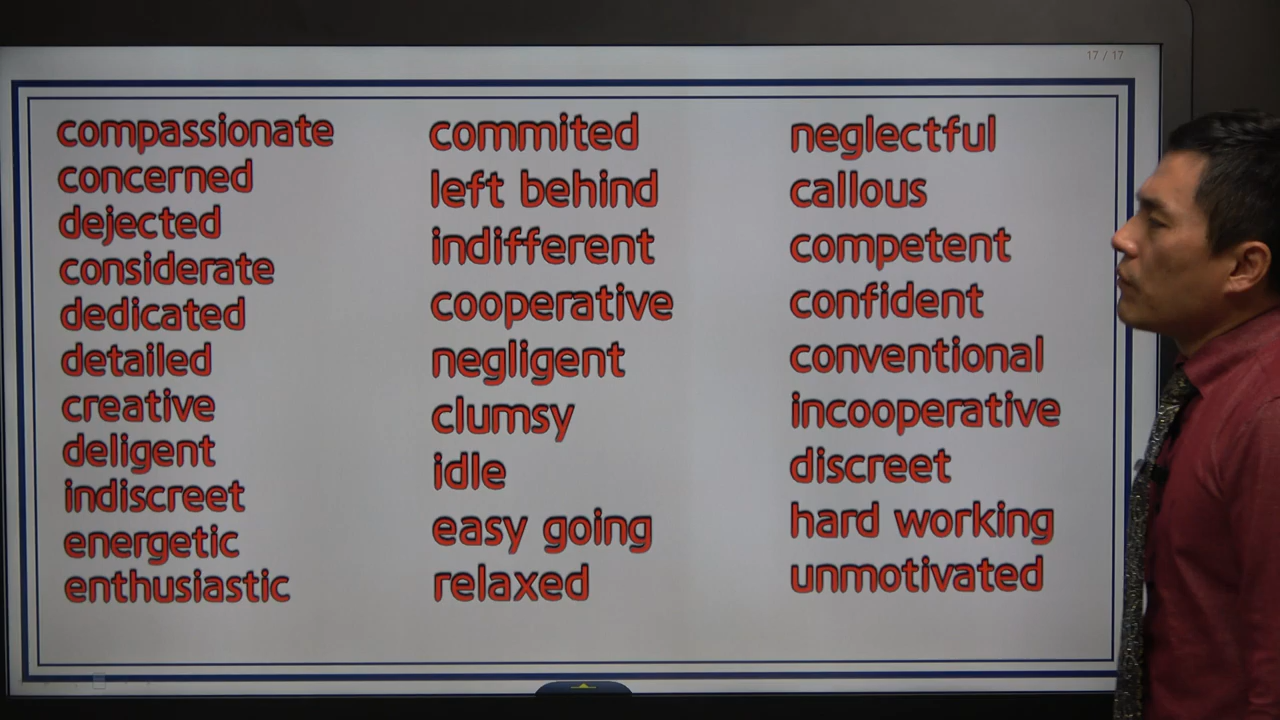 17 / 17
compassionate
concerned
dejected
considerate
dedicated
detailed
creative
deligent
indiscreet
energetic
enthusiastic
commited
left behind
indifferent
cooperative
negligent
clumsy
idle
easy going
relaxed
neglectful
callous
competent
confident
conventional
incooperative
discreet
hard working
unmotivated